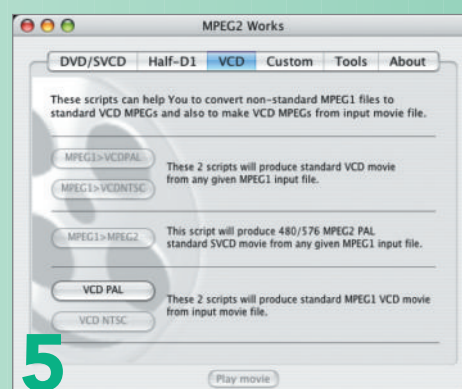 MPEG2 Works
DVD/SVCD Half-D1 VCD Custom Tools About
These scripts can help You to convert non-standard MPEG1 files to
standard VCD MPEGs and also to make VCD MPEGs from input movie file.
MPEG1>VCDPAL
MPEG1>VCDNTSC
These 2 scripts will produce standard VCD movie
from any given MPEG1 input file.
MPEG1>MPEG2
This script will produce 480/576 MPEG2 PAL
standard SVCD movie from any given MPEG1 input file.
VCD PAL
VCD NTSC
These 2 scripts will produce standard MPEG1 VCD movie
from input movie file.
5
Play movie